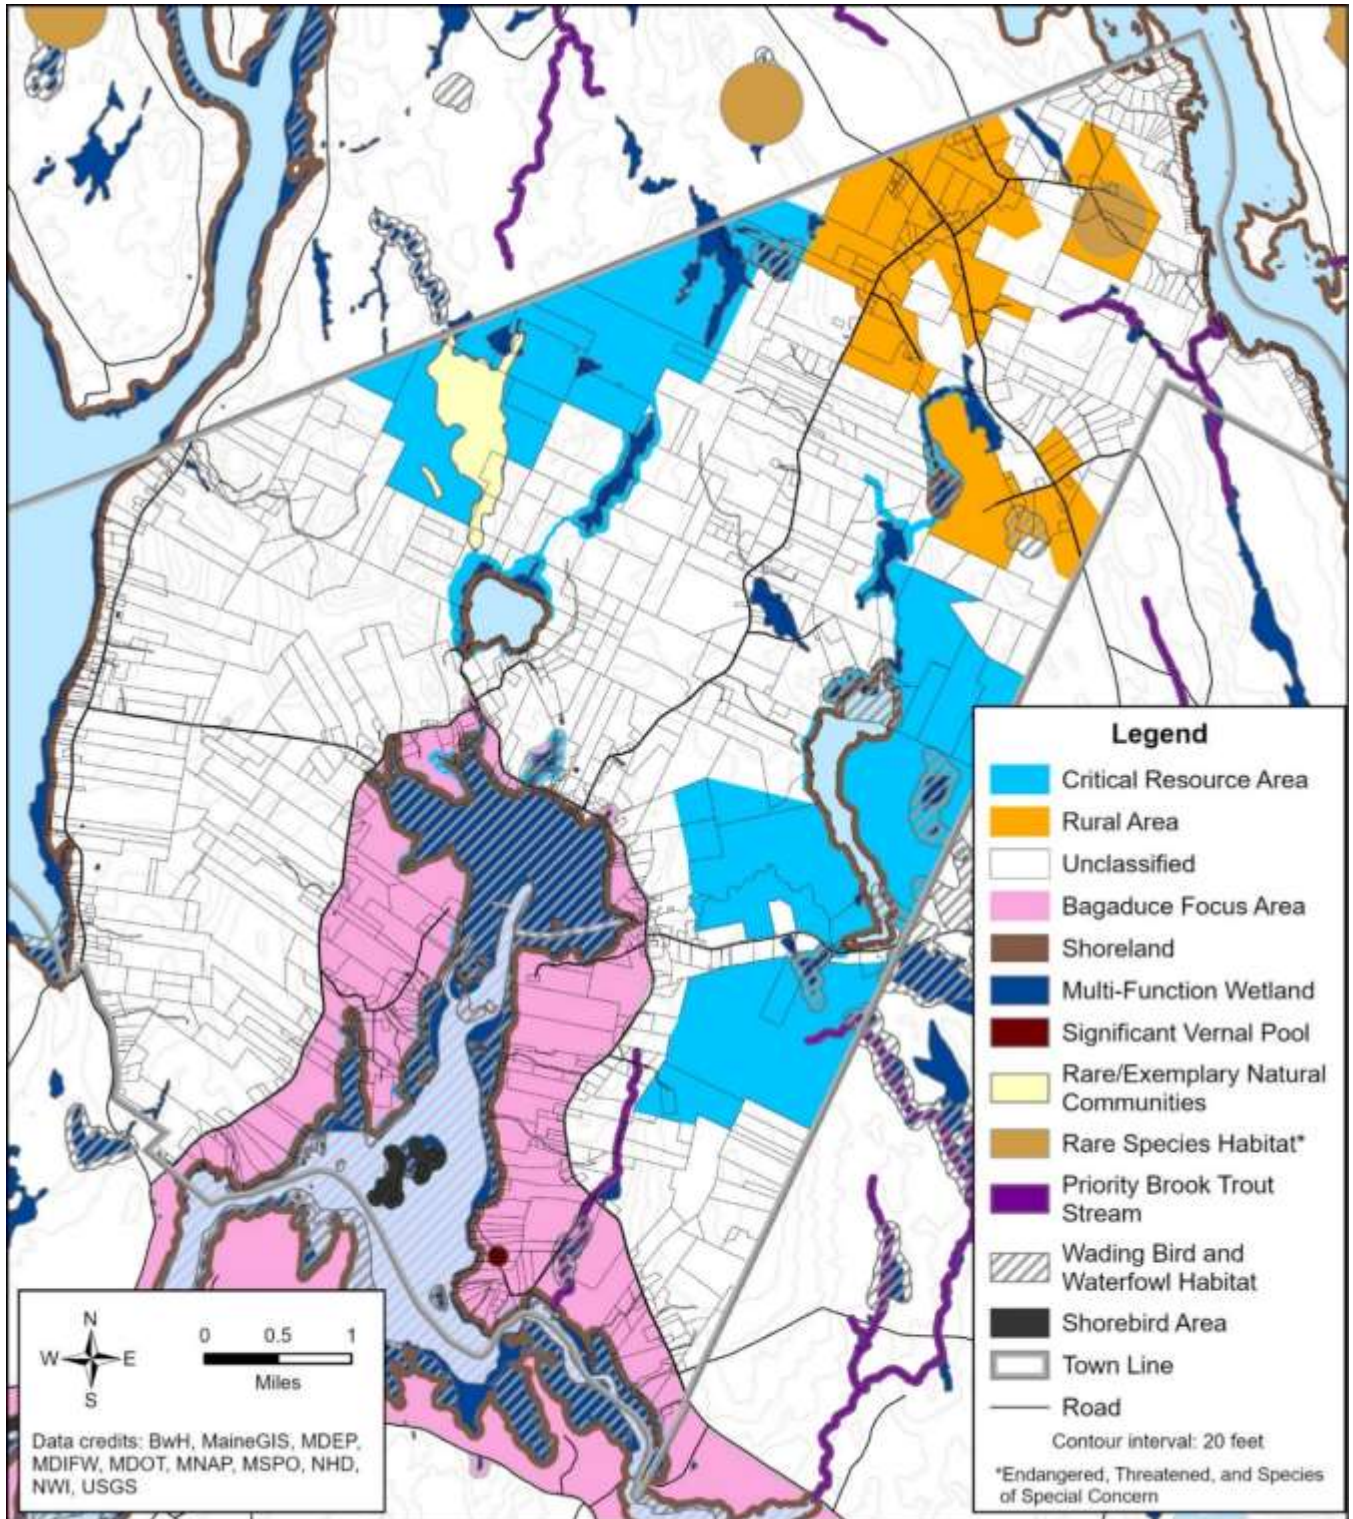 Legend
Critical Resource Area
Rural Area
Unclassified
Bagaduce Focus Area
Shoreland
Multi-Function Wetland
Significant Vernal Pool
Rare/Exemplary Natural
Communities
Rare Species Habitat*
Priority Brook Trout
Stream
Wading Bird and
Waterfowl Habitat
Shorebird Area
Town Line
Road
Contour interval: 20 feet
*Endangered, Threatened, and Species
of Special Concern
N
W E
S
0 0.5 1
Miles
Data credits: BwH, MaineGIS, MDEP,
MDIFW, MDOT, MNAP, MSPO, NHD,
NWI, USGS